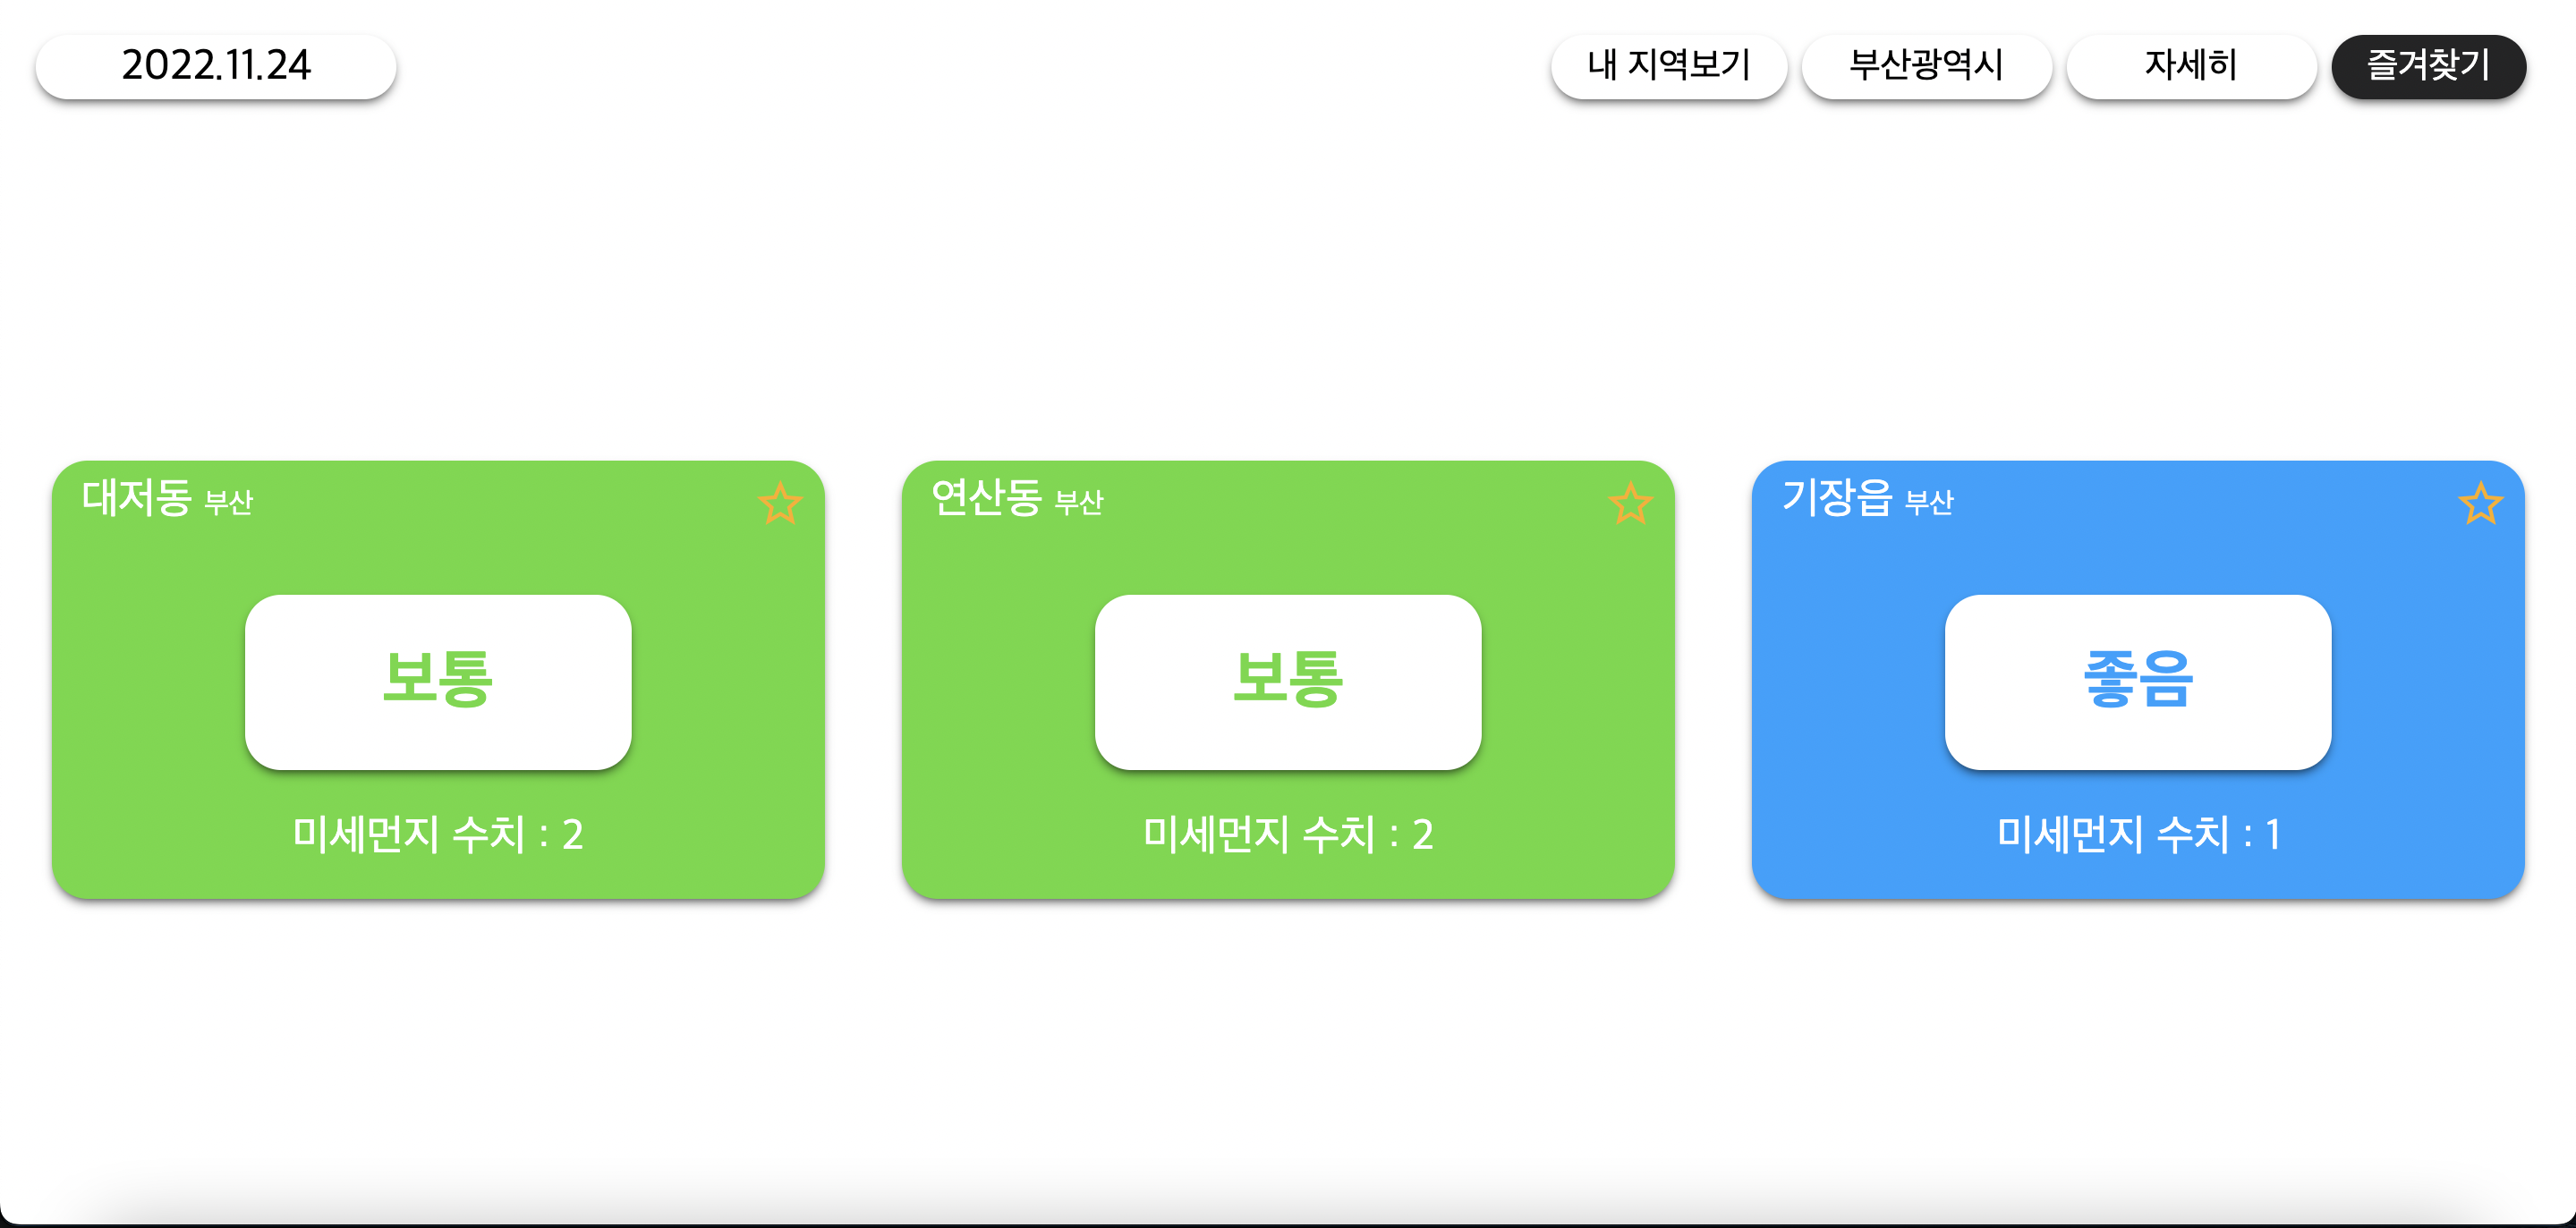 2022.11.24
내 지역보기
부산광역시
자세히
즐겨찾기
대저동 부산
보통
미세먼지 수치 : 2
연산동 부산
보통
미세먼지 수치 : 2
기장읍 부산
좋음
미세먼지 수치 : 1